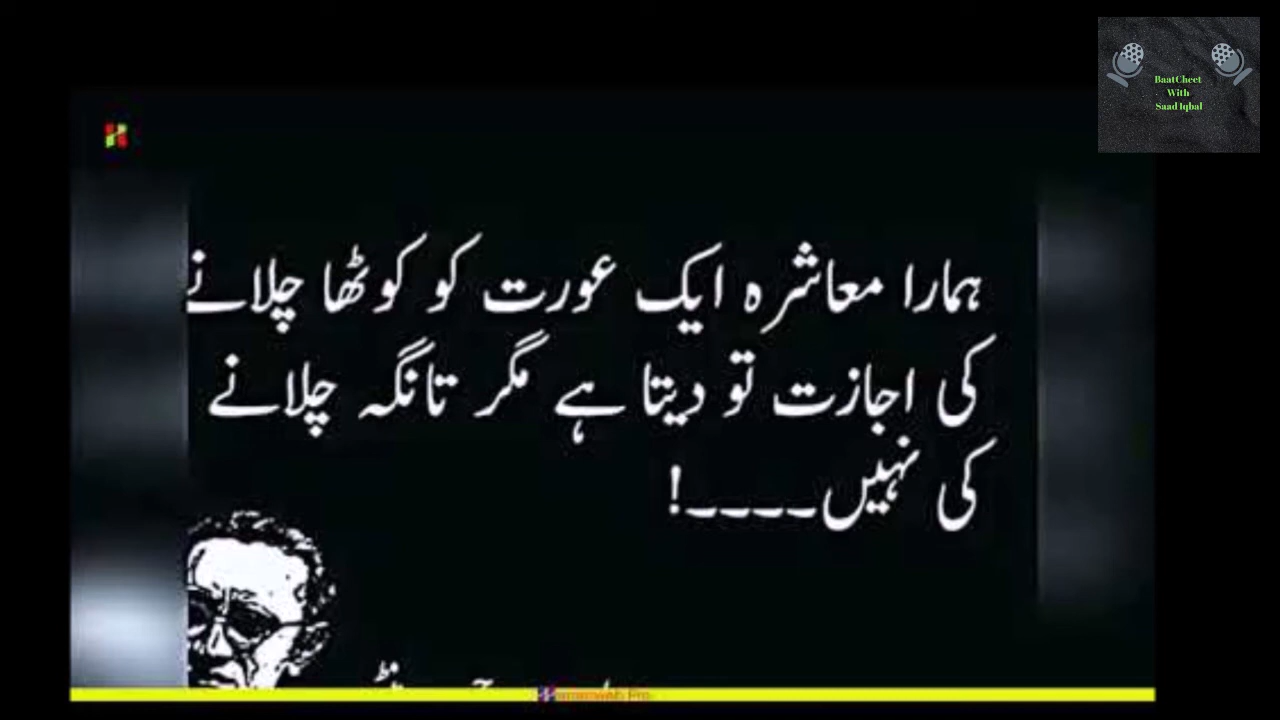 BaatCheet
With
Saad Iqbal
ہمارا معاشرہ ایک عورت کو کوٹھا چلانے
کی اجازت تو دیتا ہے مگر تانگہ چلانے
کی نہیں۔۔۔۔!